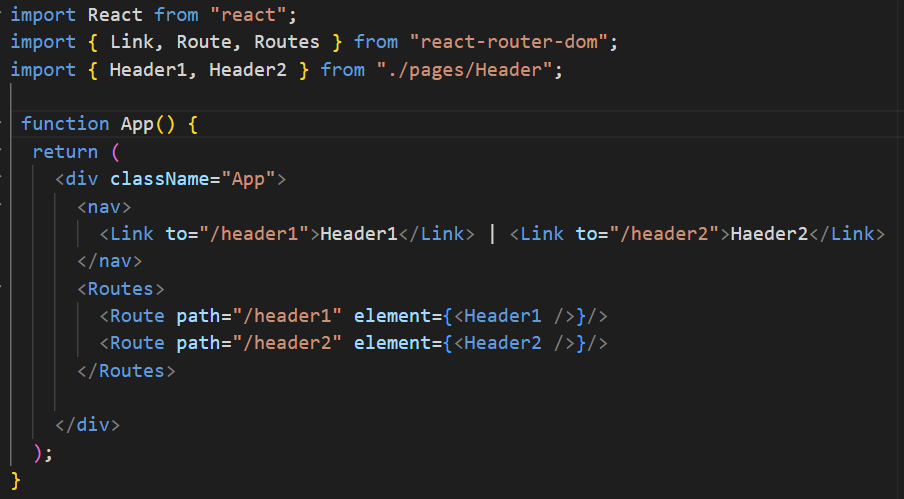 import React from "react";
import { Link, Route, Routes } from "react-router-dom";
import { Header1, Header2 } from "./pages/Header";
function App() {
return (
<div className="App">
<nav>
<Link to="/header1">Header1</Link> | <Link to="/header2">Haeder2</Link>
</nav>
<Routes>
<Route path="/header1" element={<Header1 />}/>
<Route path="/header2" element={<Header2 />}/>
</Routes>
</div>
);
}